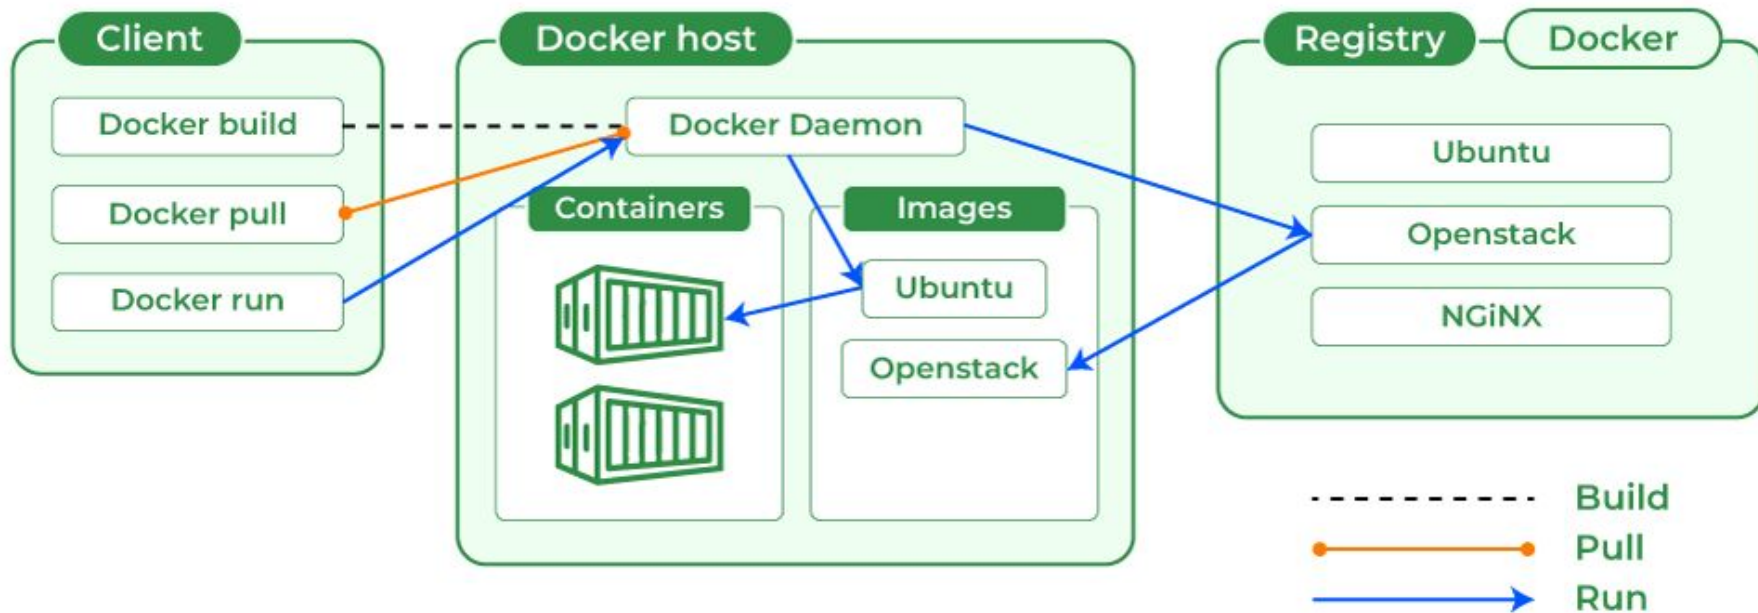 Client
Docker build
Docker pull
Docker run
Docker host
Docker Daemon
Containers
Images
Ubuntu
Openstack
Registry
Docker
Ubuntu
Openstack
NGiNX
Build
Pull
Run